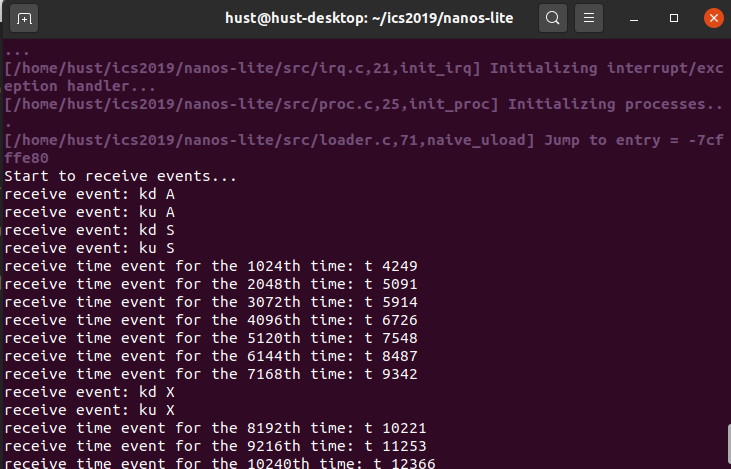 hust@hust-desktop: ~/ics2019/nanos-lite
...
[/home/hust/ics2019/nanos-lite/src/irq.c,21,init_irq] Initializing interrupt/exc
eption handler...
[/home/hust/ics2019/nanos-lite/src/proc.c,25,init_proc] Initializing processes..
.
[/home/hust/ics2019/nanos-lite/src/loader.c,71,naive_uload] Jump to entry = -7cf
ffe80
Start to receive events...
receive event: kd A
receive event: ku A
receive event: kd S
receive event: ku S
receive time event for the 1024th time: t 4249
receive time event for the 2048th time: t 5091
receive time event for the 3072th time: t 5914
receive time event for the 4096th time: t 6726
receive time event for the 5120th time: t 7548
receive time event for the 6144th time: t 8487
receive time event for the 7168th time: t 9342
receive event: kd X
receive event: ku X
receive time event for the 8192th time: t 10221
receive time event for the 9216th time: t 11253
receive time event for the 10240th time: t 12366